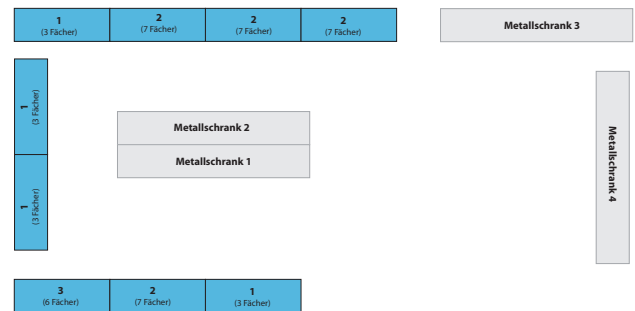 1
(3 Fächer)
2
(7 Fächer)
2
(7 Fächer)
2
(7 Fächer)
Metallschrank 3
1
(3 Fächer)
1
(3 Fächer)
Metallschrank 2
Metallschrank 1
Metallschrank 4
3
(6 Fächer)
2
(7 Fächer)
1
(3 Fächer)